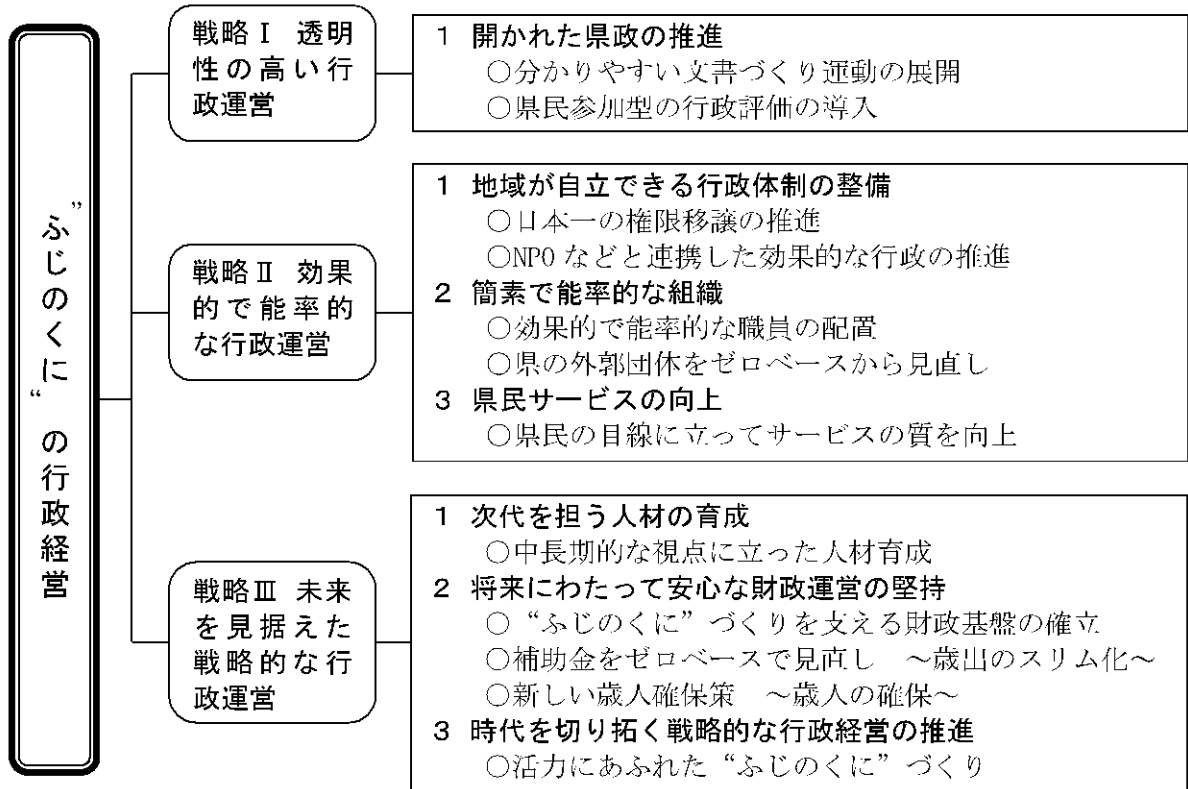 “ふじのくに”の行政経営
戦略Ⅰ 透明
性の高い行
政運営
1 開かれた県政の推進
○分かりやすい文書づくり運動の展開
○県民参加型の行政評価の導入
戦略Ⅱ 効果
的で能率的
な行政運営
1 地域が自立できる行政体制の整備
○日本一の権限移譲の推進
○NPOなどと連携した効果的な行政の推進
2 簡素で能率的な組織
○効果的で能率的な職員の配置
○県の外郭団体をゼロベースから見直し
3 県民サービスの向上
○県民の目線に立ってサービスの質を向上
戦略Ⅲ 未来
を見据えた
戦略的な行
政運営
1 次代を担う人材の育成
○中長期的な視点に立った人材育成
2 将来にわたって安心な財政運営の堅持
○“ふじのくに”づくりを支える財政基盤の確立
○補助金をゼロベースで見直し ～歳出のスリム化～
○新しい歳入確保策 ～歳入の確保～
3 時代を切り拓く戦略的な行政経営の推進
○活力にあふれた“ふじのくに”づくり